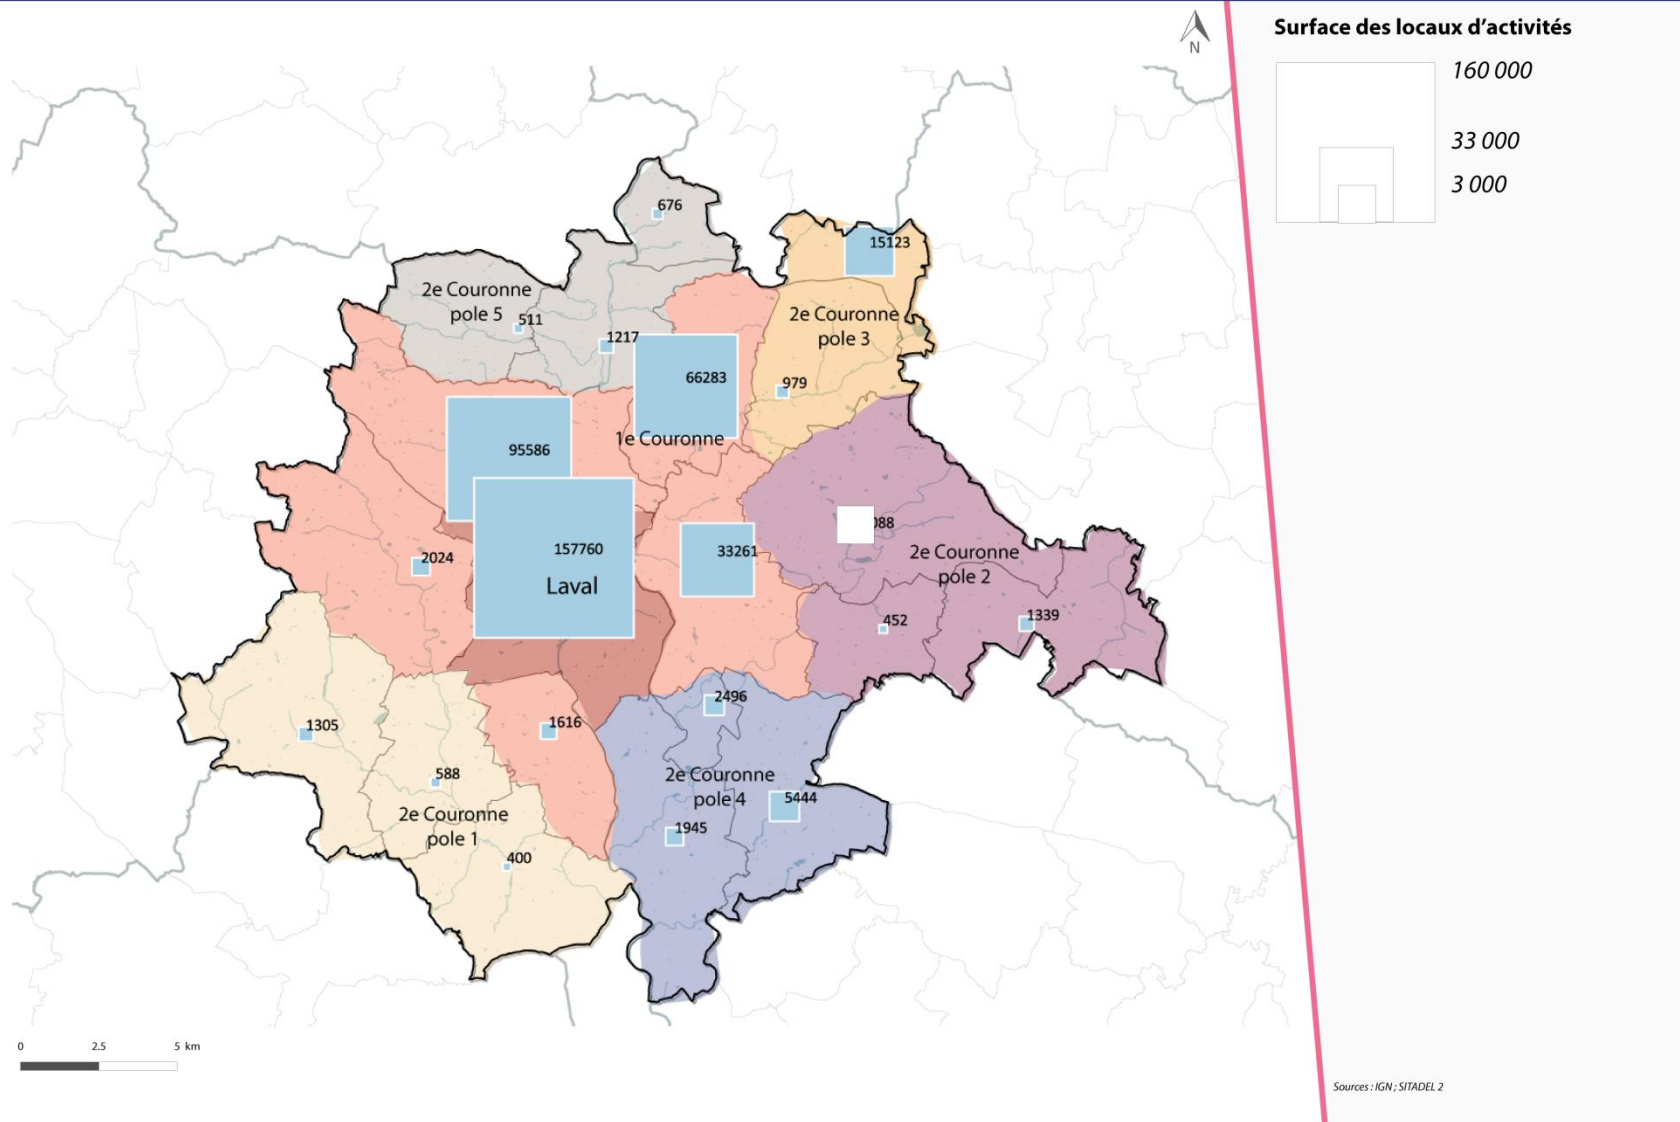 N
Surface des locaux d’activités
160 000
33 000
3 000
676
15123
2e Couronne
pole 5
511
1217
2e Couronne
pole 3
66283
979
1e Couronne
95586
157760
Laval
33261
2024
088
2e Couronne
pole 2
452
1339
2496
1616
1305
588
2e Couronne
pole 4
5444
1945
2e Couronne
pole 1
400
0 2.5 5 km
Sources : IGN ; SITADEL 2